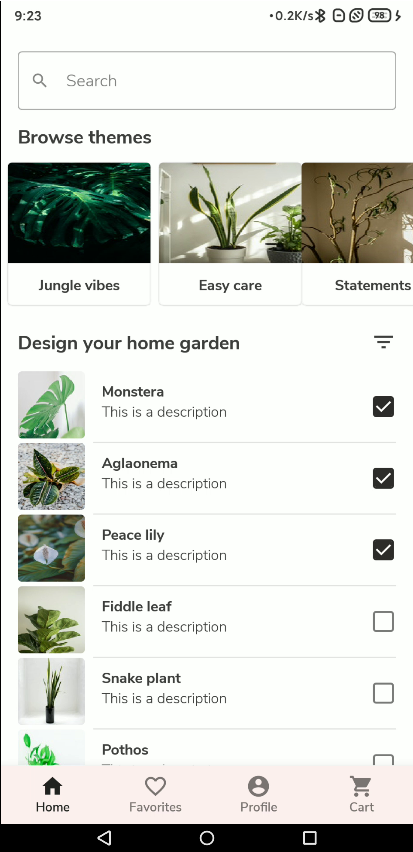 9:23
•0.2K/s 98
Search
Browse themes
Jungle vibes Easy care Statements
Design your home garden
Monstera
This is a description
Aglaonema
This is a description
Peace lily
This is a description
Fiddle leaf
This is a description
Snake plant
This is a description
Pothos
Home Favorites Profile Cart